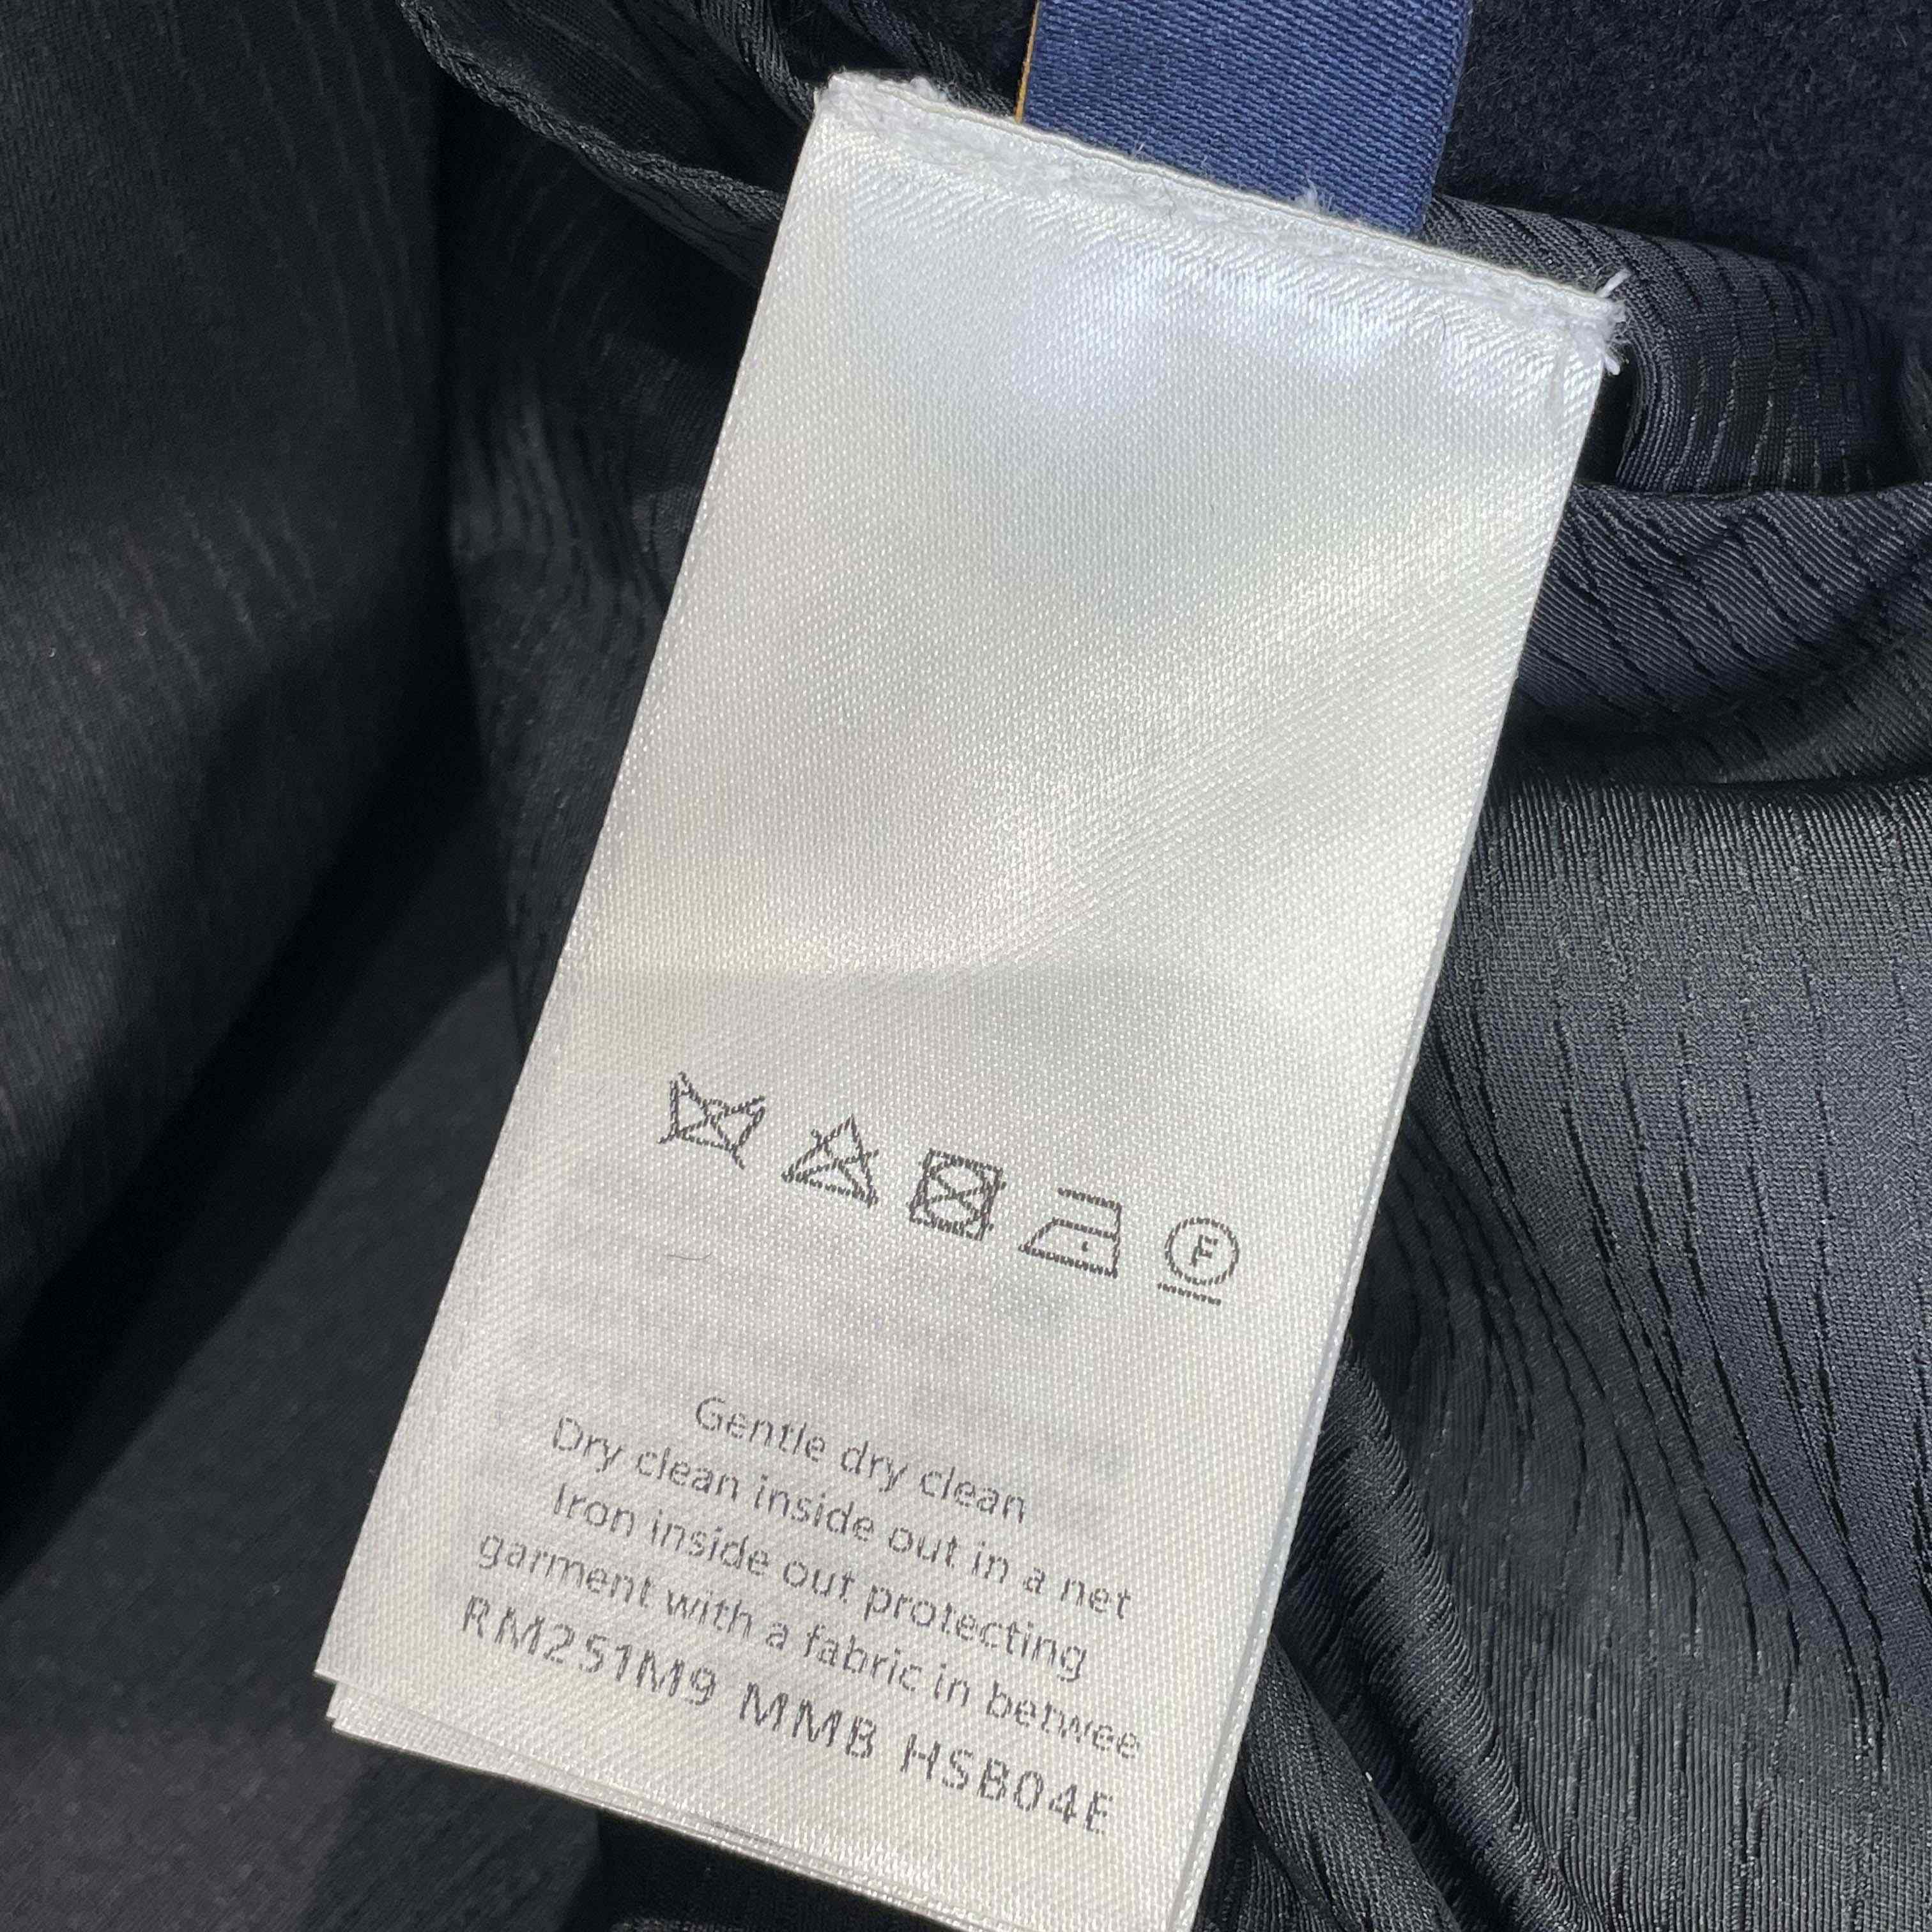 F
Gentle dry clean
Dry clean inside out in a net
Iron inside out protecting
garment with a fabric in betwee
RM2S1M9 MMB HSB04E